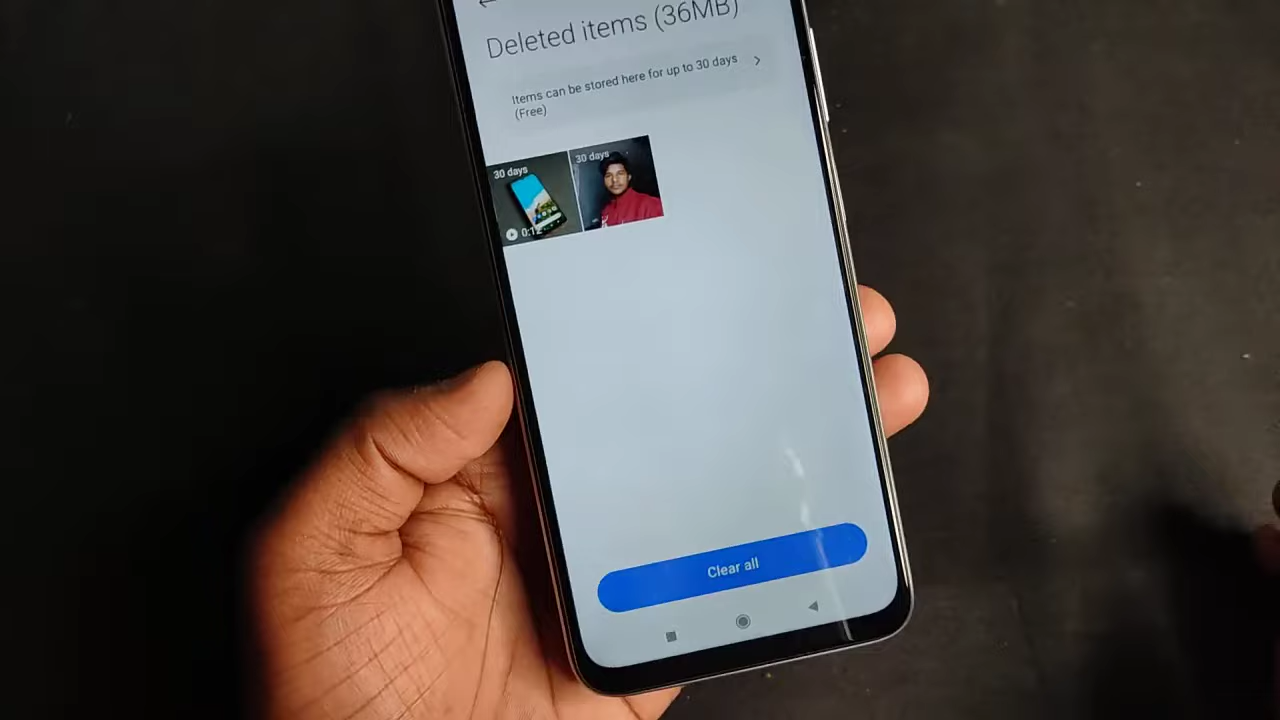 Deleted items (36MB)
Items can be stored here for up to 30 days
(Free)
30 days
30 days
0:12
Clear all